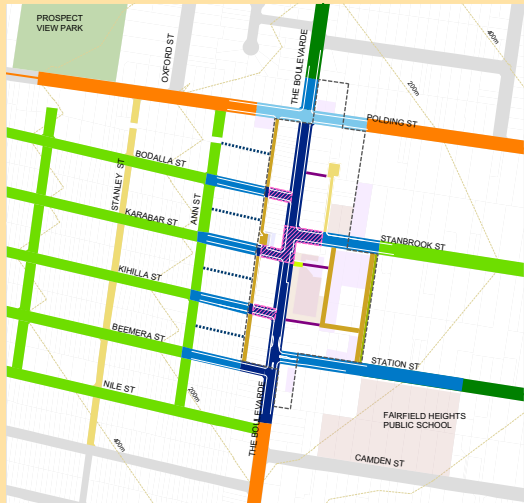 PROSPECT
VIEW PARK
OXFORD ST
THE BOULEVARDE
400m
200m
POLDING ST
BODALLA ST
STANLEY ST
ANN ST
KARABAR ST
STANBROOK ST
KIHILLA ST
BEEMERA ST
STATION ST
NILE ST
200m
THE BOULEVARDE
FAIRFIELD HEIGHTS
PUBLIC SCHOOL
400m
CAMDEN ST